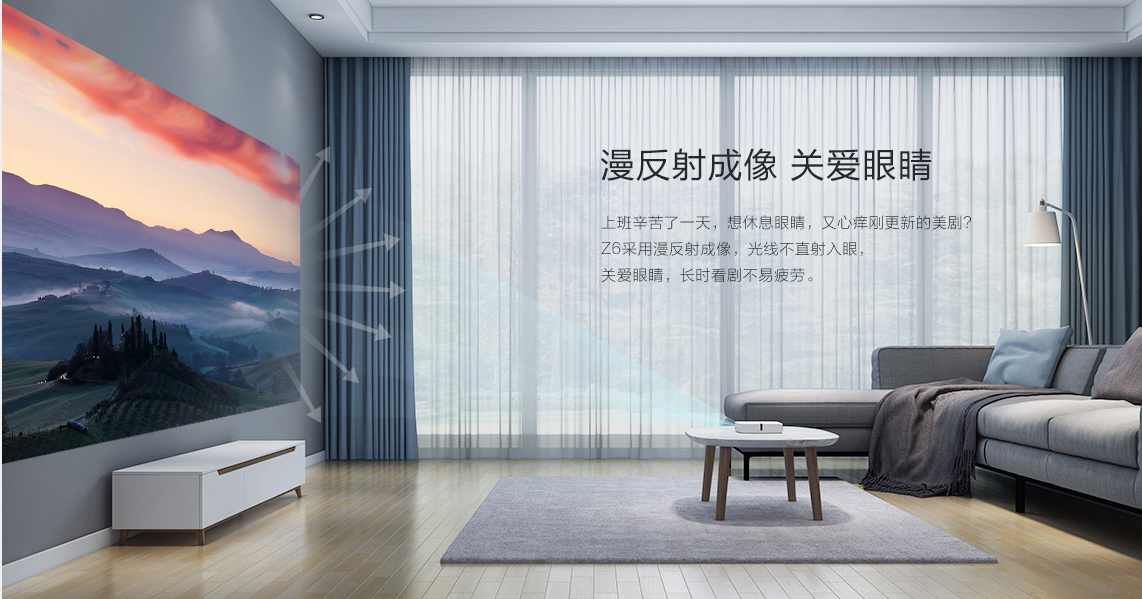 漫反射成像 关爱眼睛
上班辛苦了一天，想休息眼睛，又心痒刚更新的美剧？
Z6采用漫反射成像，光线不直射入眼，
关爱眼睛，长时看剧不易疲劳。